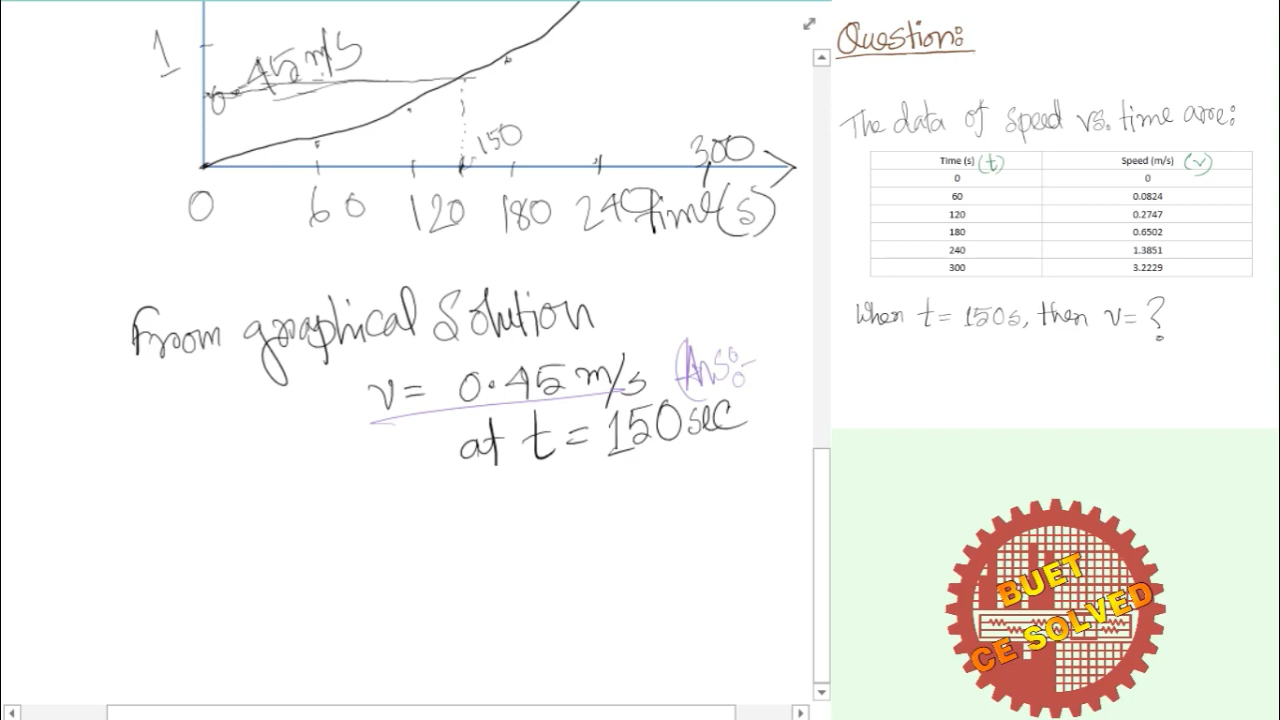 1
0.45 m/s
150
300
0 60 120 180 240 Time(s)
From graphical Solution
v = 0.45 m/s (Ans:-
at t = 150 sec
Question:
The data of speed vs. time are:
Time (s) (t) Speed (m/s) (v)
0 0
60 0.0824
120 0.2747
180 0.6502
240 1.3851
300 3.2229
When t = 150s, then v = ?
BUET
CE SOLVED